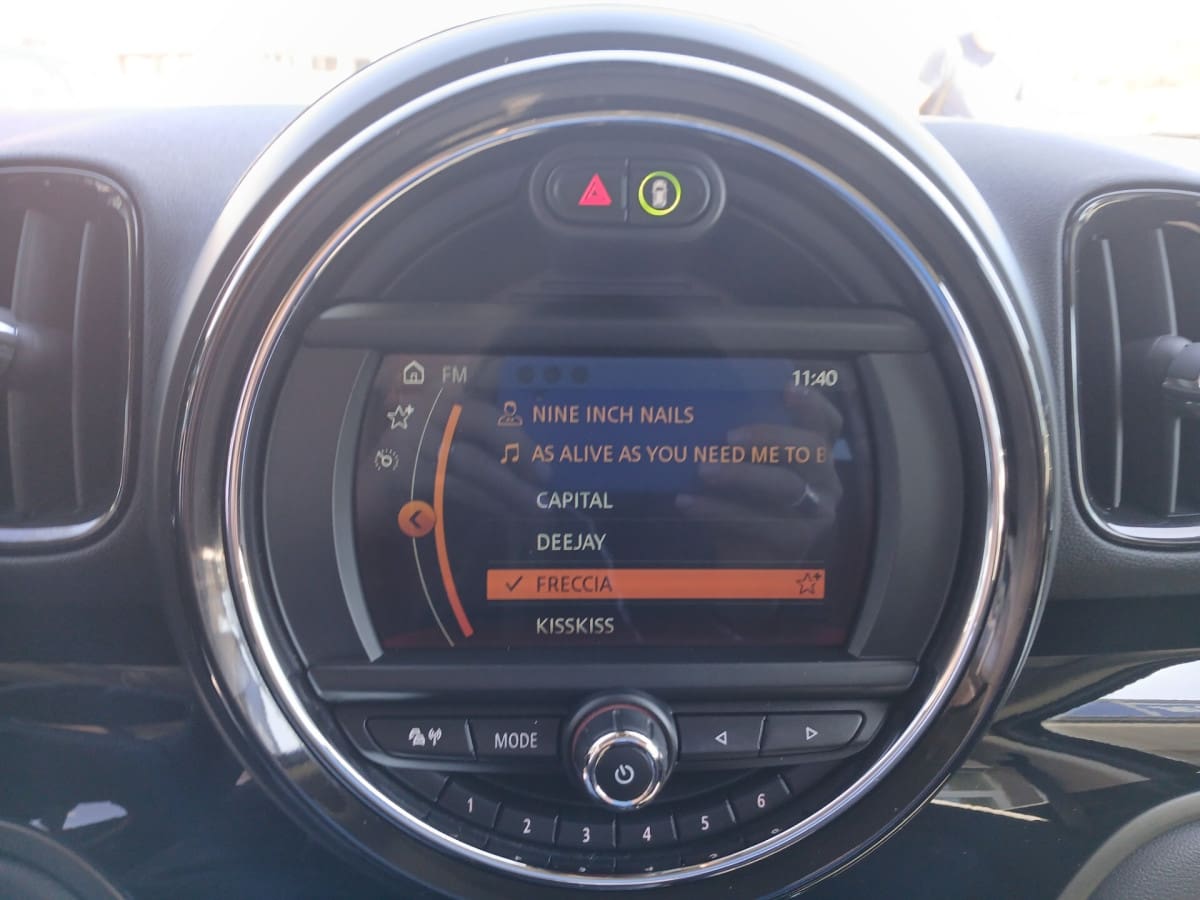 FM 11:40
NINE INCH NAILS
AS ALIVE AS YOU NEED ME TO B
CAPITAL
DEEJAY
FRECCIA
KISSKISS
MODE
1 2 3 4 5 6